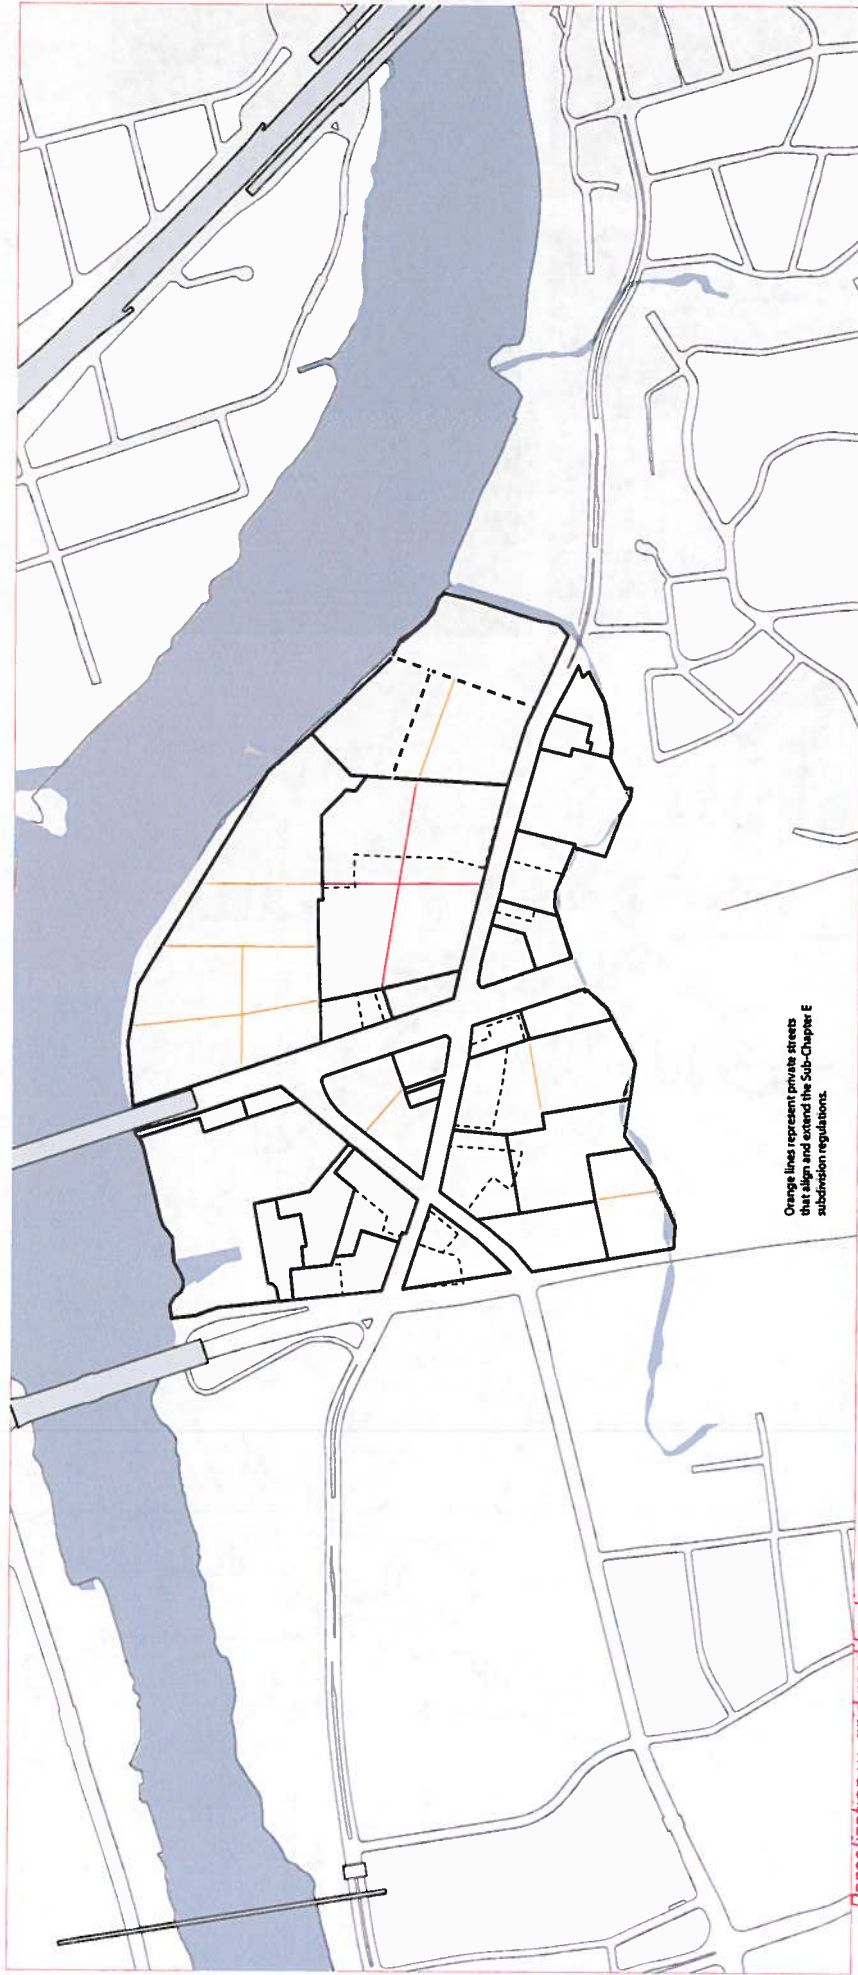 Orange lines represent private streets
that align and extend the Sub-Chapter E
subdivision regulations.